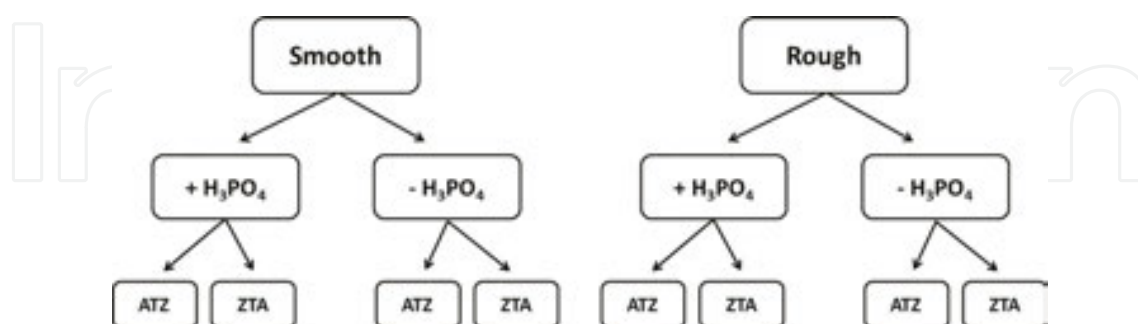 Smooth Rough
+ H₃PO₄ - H₃PO₄ + H₃PO₄ - H₃PO₄
ATZ ZTA ATZ ZTA ATZ ZTA ATZ ZTA